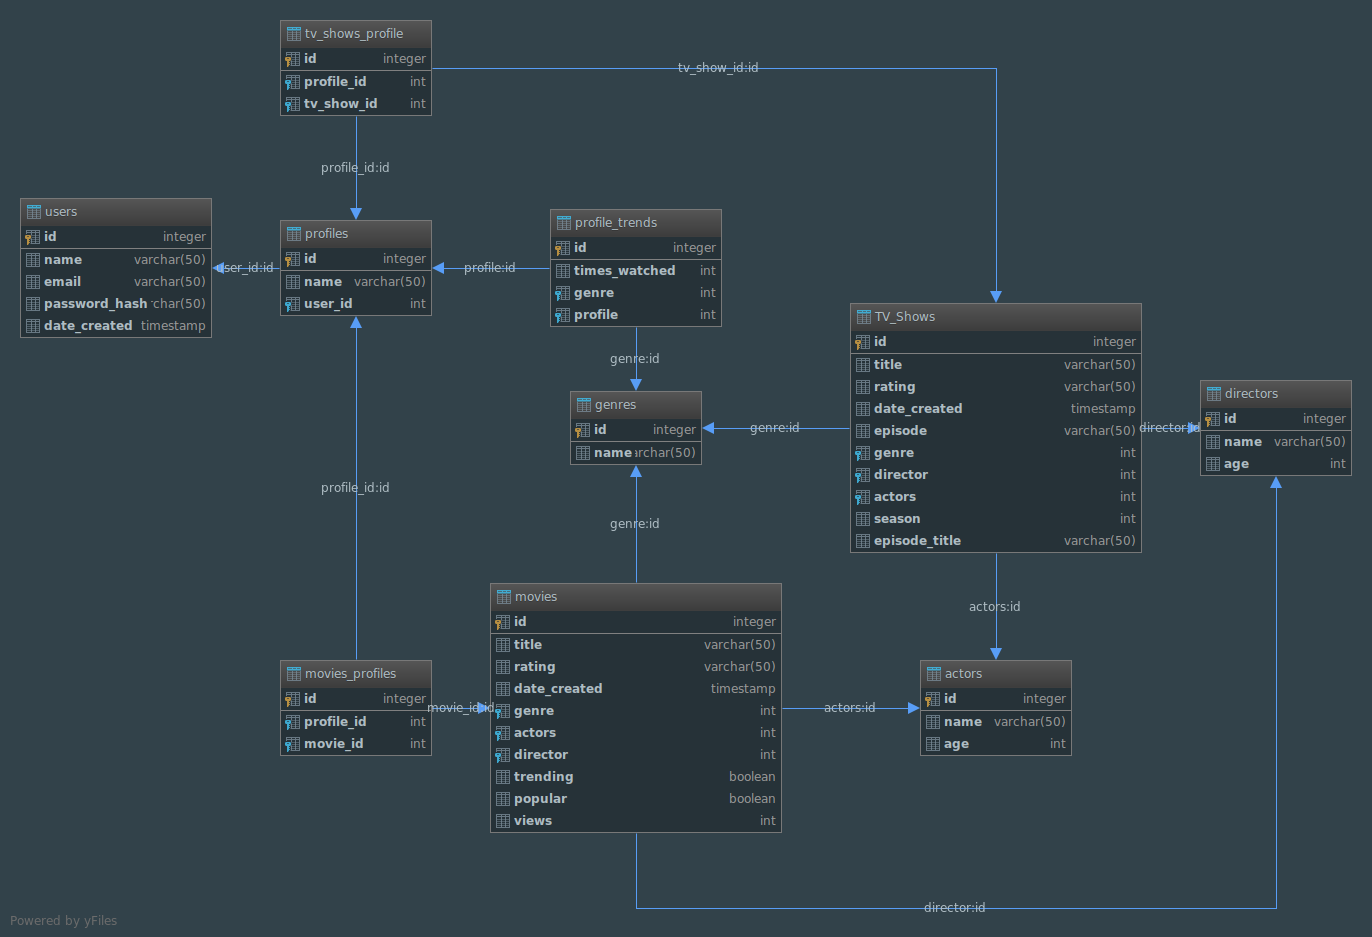 tv_shows_profile
id integer
profile_id int
tv_show_id int
tv_show_id:id
profile_id:id
users
id integer
name varchar(50)
email varchar(50)
password_hash rchar(50)
date_created timestamp
user_id:id
profiles
id integer
name varchar(50)
user_id int
profile:id
profile_trends
id integer
times_watched int
genre int
profile int
genre:id
genres
id integer
name archar(50)
genre:id
TV_Shows
id integer
title varchar(50)
rating varchar(50)
date_created timestamp
episode varchar(50)
genre int
director int
actors int
season int
episode_title varchar(50)
director:id
directors
id integer
name varchar(50)
age int
profile_id:id
genre:id
actors:id
movies_profiles
id integer
profile_id int
movie_id int
movie_id:id
movies
id integer
title varchar(50)
rating varchar(50)
date_created timestamp
genre int
actors int
director int
trending boolean
popular boolean
views int
actors:id
actors
id integer
name varchar(50)
age int
director:id
Powered by yFiles